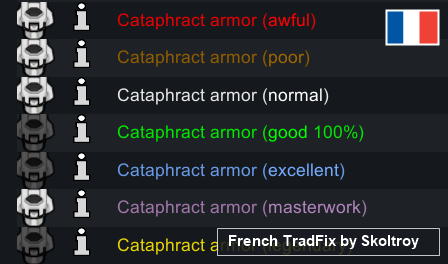 Cataphract armor (awful)
Cataphract armor (poor)
Cataphract armor (normal)
Cataphract armor (good 100%)
Cataphract armor (excellent)
Cataphract armor (masterwork)
Cataphract armor
French TradFix by Skoltroy